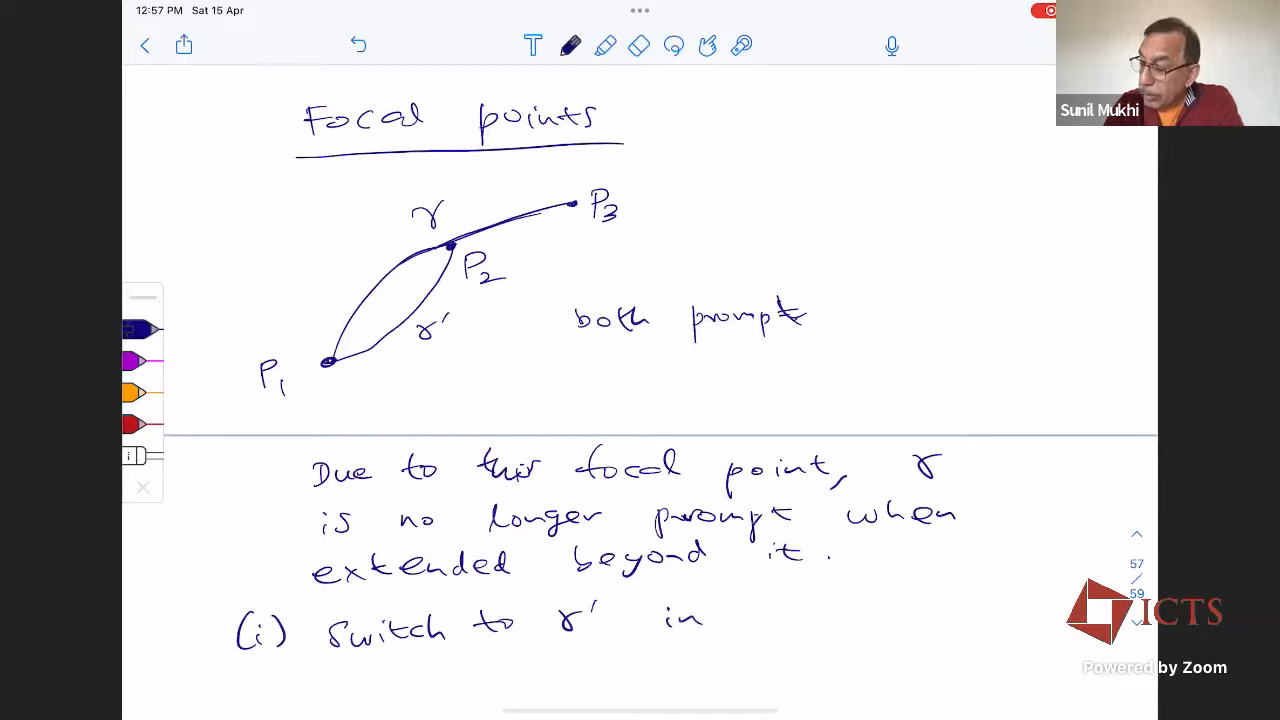 12:57 PM Sat 15 Apr
Sunil Mukhi
Focal points
γ
P3
P2
γ'
both prompt
P1
Due to this focal point, γ
is no longer prompt when
extended beyond it.
(i) Switch to γ' in
57
/
59
ICTS
Powered by Zoom